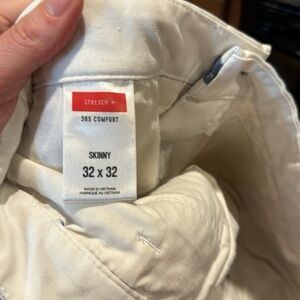 STRETCH +
365 COMFORT
SKINNY
32 x 32
MADE IN VIETNAM
FABRIQUÉ AU VIETNAM